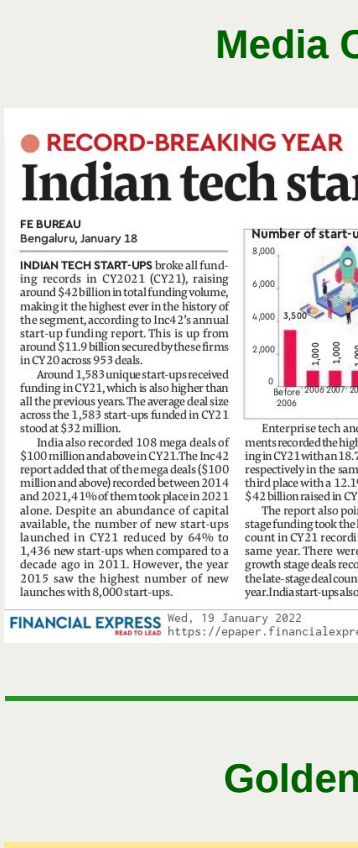 Media C
RECORD-BREAKING YEAR
Indian tech sta
FE BUREAU
Bengaluru, January 18
INDIAN TECH START-UPS broke all fund-
ing records in CY2021 (CY21), raising
around $42 billion in total funding volume,
making it the highest ever in the history of
the segment, according to Inc42's annual
start-up funding report. This is up from
around $11.9 billion secured by these firms
in CY20 across 953 deals.
Around 1,583 unique start-ups received
funding in CY21, which is also higher than
all the previous years. The average deal size
across the 1,583 start-ups funded in CY21
stood at $32 million.
India also recorded 108 mega deals of
$100 million and above in CY21. The Inc42
report added that of the mega deals ($100
million and above) recorded between 2014
and 2021, 41% of them took place in 2021
alone. Despite an abundance of capital
available, the number of new start-ups
launched in CY21 reduced by 64% to
1,436 new start-ups when compared to a
decade ago in 2011. However, the year
2015 saw the highest number of new
launches with 8,000 start-ups.
Number of start-u
8,000
6,000
4,000
2,000
0
3,500
1,000
1,000
Before
2006
2006
2007
Enterprise tech and
ments recorded the high
ing in CY21 with an 18.7
respectively in the same
third place with a 12.1%
$42 billion raised in CY
The report also poi
stage funding took the l
count in CY21 recordi
same year. There were
growth stage deals reco
the late-stage deal coun
year. India start-ups also
FINANCIAL EXPRESS
READ TO LEAD
Wed, 19 January 2022
https://epaper.financialexpre
Golden